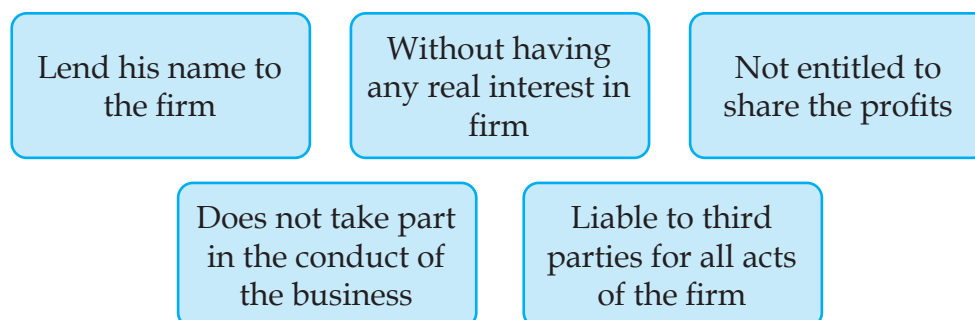 Lend his name to
the firm
Without having
any real interest in
firm
Not entitled to
share the profits
Does not take part
in the conduct of
the business
Liable to third
parties for all acts
of the firm